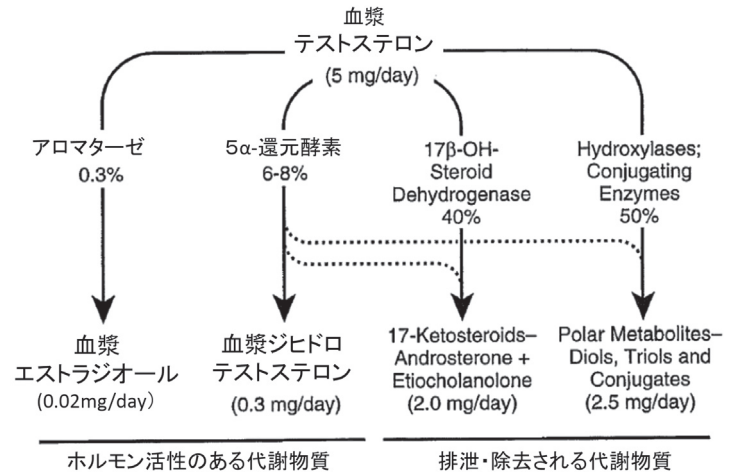 血漿
テストステロン
(5 mg/day)
アロマターゼ
0.3%
5α-還元酵素
6-8%
17β-OH-
Steroid
Dehydrogenase
40%
Hydroxylases;
Conjugating
Enzymes
50%
血漿
エストラジオール
(0.02mg/day)
血漿ジヒドロ
テストステロン
(0.3 mg/day)
17-Ketosteroids–
Androsterone +
Etiocholanolone
(2.0 mg/day)
Polar Metabolites–
Diols, Triols and
Conjugates
(2.5 mg/day)
ホルモン活性のある代謝物質
排泄・除去される代謝物質